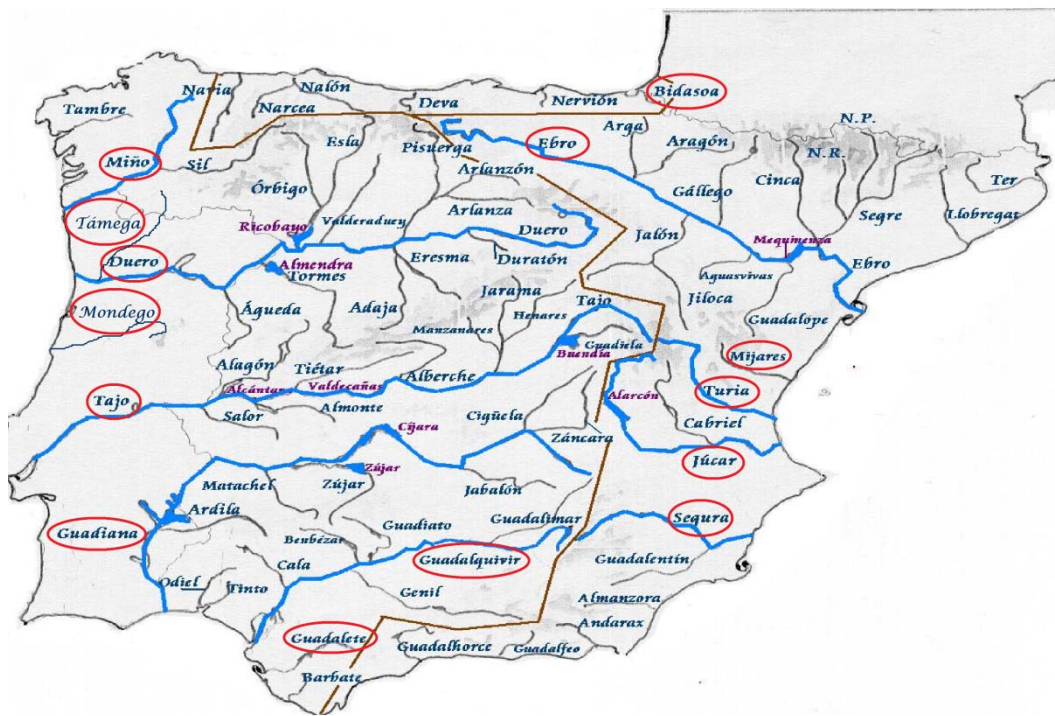 Navia
Nalón
Deva
Nervión
Bidasoa
Tambre
Narcea
Arga
N.P.
Miño
Sil
Esla
Pisuerga
Ebro
Aragón
N.R.
Arlanzón
Órbigo
Gállego
Cinca
Ter
Támega
Ricobayo
Valderaduey
Arlanza
Segre
Llobregat
Duero
Duero
Jalón
Mequinenza
Almendra
Tormes
Eresma
Duratón
Aguasvivas
Ebro
Mondego
Águeda
Adaja
Jarama
Henares
Tajo
Jiloca
Guadalope
Manzanares
Guadiela
Buendía
Mijares
Alagón
Tiétar
Alberche
Tajo
Alcántar
Valdecañas
Alarcón
Turia
Salor
Almonte
Cigüela
Cabriel
Cíjara
Záncara
Zújar
Júcar
Matachel
Zújar
Jabalón
Ardila
Guadiana
Guadiato
Guadalimar
Segura
Benbézar
Cala
Guadalquivir
Guadalentín
Odiel
Tinto
Genil
Almanzora
Andarax
Guadalete
Guadalhorce
Guadalfeo
Barbate